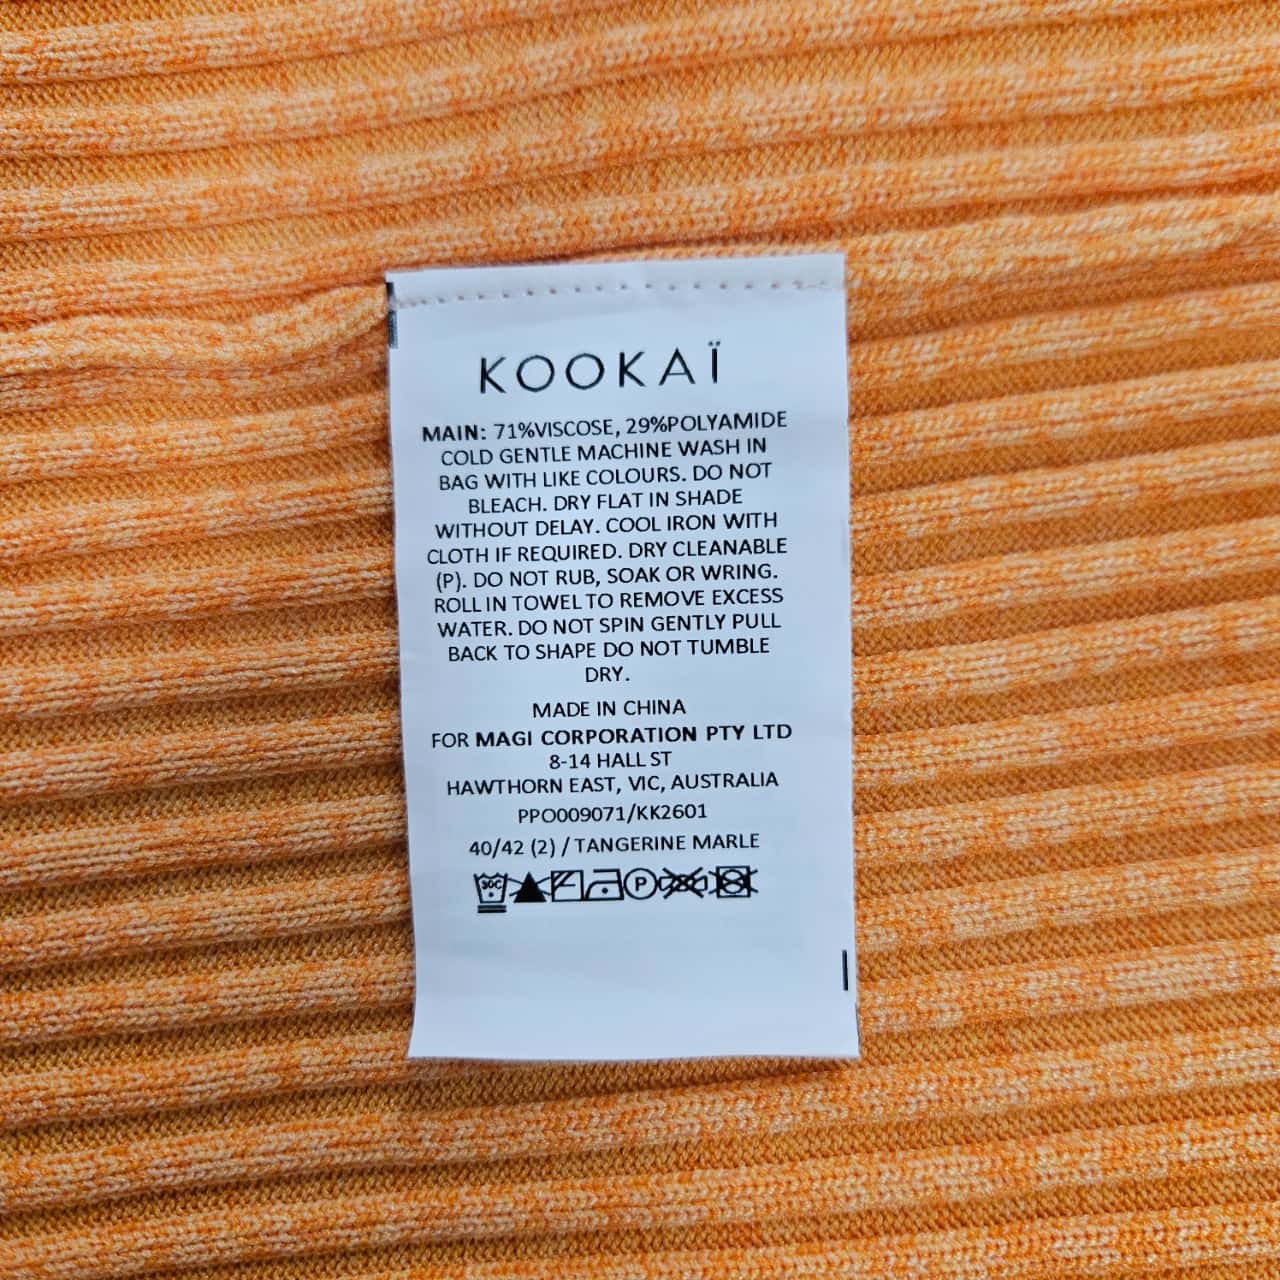 KOOKAÏ
MAIN: 71%VISCOSE, 29%POLYAMIDE
COLD GENTLE MACHINE WASH IN
BAG WITH LIKE COLOURS. DO NOT
BLEACH. DRY FLAT IN SHADE
WITHOUT DELAY. COOL IRON WITH
CLOTH IF REQUIRED. DRY CLEANABLE
(P). DO NOT RUB, SOAK OR WRING.
ROLL IN TOWEL TO REMOVE EXCESS
WATER. DO NOT SPIN GENTLY PULL
BACK TO SHAPE DO NOT TUMBLE
DRY.
MADE IN CHINA
FOR MAGI CORPORATION PTY LTD
8-14 HALL ST
HAWTHORN EAST, VIC, AUSTRALIA
PPO009071/KK2601
40/42 (2) / TANGERINE MARLE
30C P